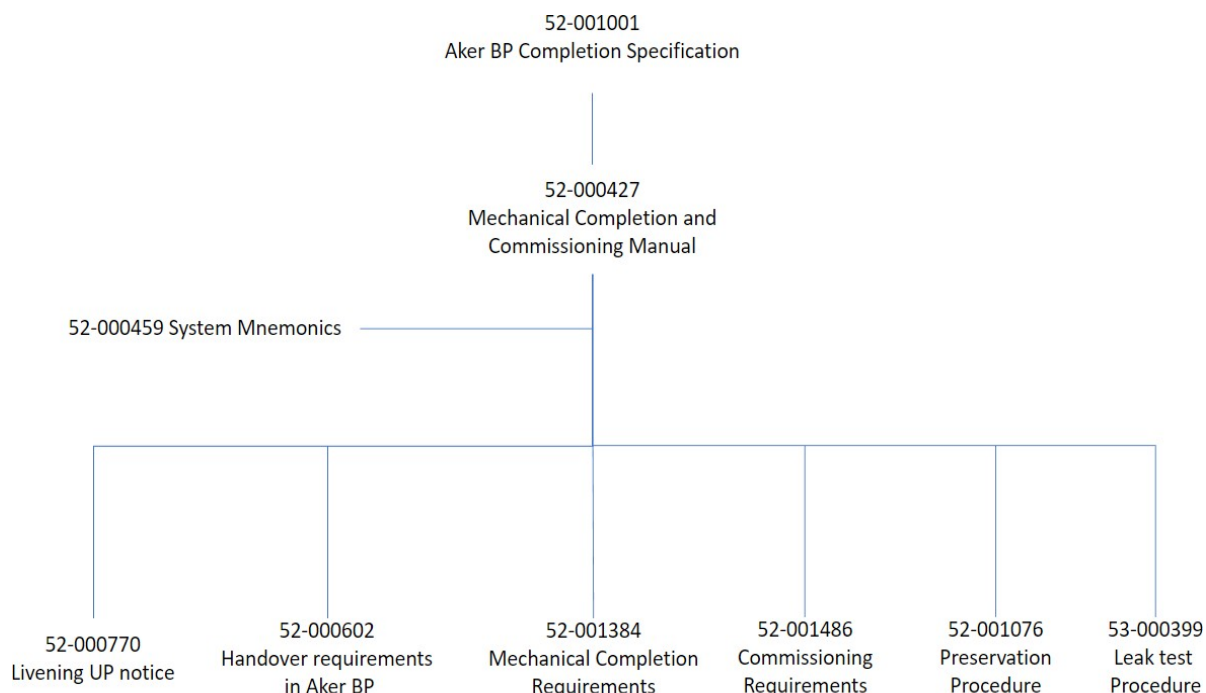 52-001001
Aker BP Completion Specification
52-000427
Mechanical Completion and
Commissioning Manual
52-000459 System Mnemonics
52-000770
Livening UP notice
52-000602
Handover requirements
in Aker BP
52-001384
Mechanical Completion
Requirements
52-001486
Commissioning
Requirements
52-001076
Preservation
Procedure
53-000399
Leak test
Procedure